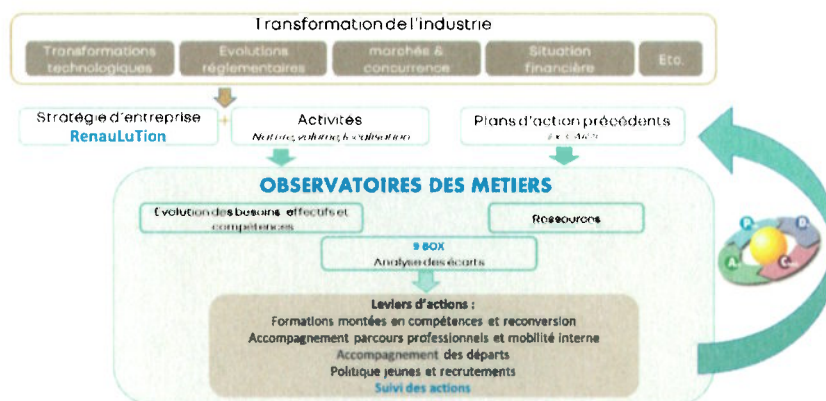 Transformation de l'industrie
Transformations
technologiques
Evolutions
réglementaires
marchés &
concurrence
Situation
financière
Etc.
Stratégie d'entreprise
RenauLuTion
+
Activités
Nature, volume, localisation
Plans d'action précédents
OBSERVATOIRES DES METIERS
Evolution des besoins effectifs et
compétences
Ressources
9 BOX
Analyse des écarts
Leviers d'actions :
Formations montées en compétences et reconversion
Accompagnement parcours professionnels et mobilité interne
Accompagnement des départs
Politique jeunes et recrutements
Suivi des actions
P
D
A
C